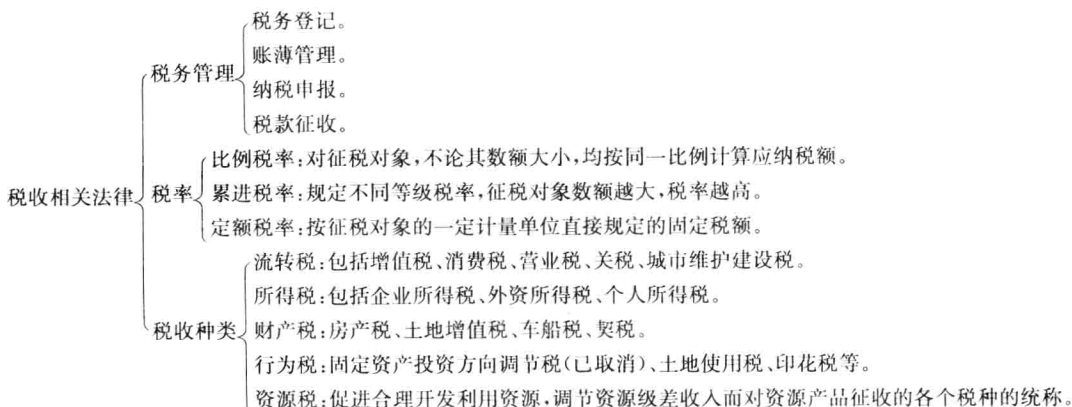 税务登记。
账薄管理。
税务管理
纳税申报。
税款征收。
比例税率:对征税对象,不论其数额大小,均按同一比例计算应纳税额。
税收相关法律
税率
累进税率:规定不同等级税率,征税对象数额越大,税率越高。
定额税率:按征税对象的一定计量单位直接规定的固定税额。
流转税:包括增值税、消费税、营业税、关税、城市维护建设税。
所得税:包括企业所得税、外资所得税、个人所得税。
税收种类
财产税:房产税、土地增值税、车船税、契税。
行为税:固定资产投资方向调节税(已取消)、土地使用税、印花税等。
资源税:促进合理开发利用资源,调节资源级差收入而对资源产品征收的各个税种的统称。